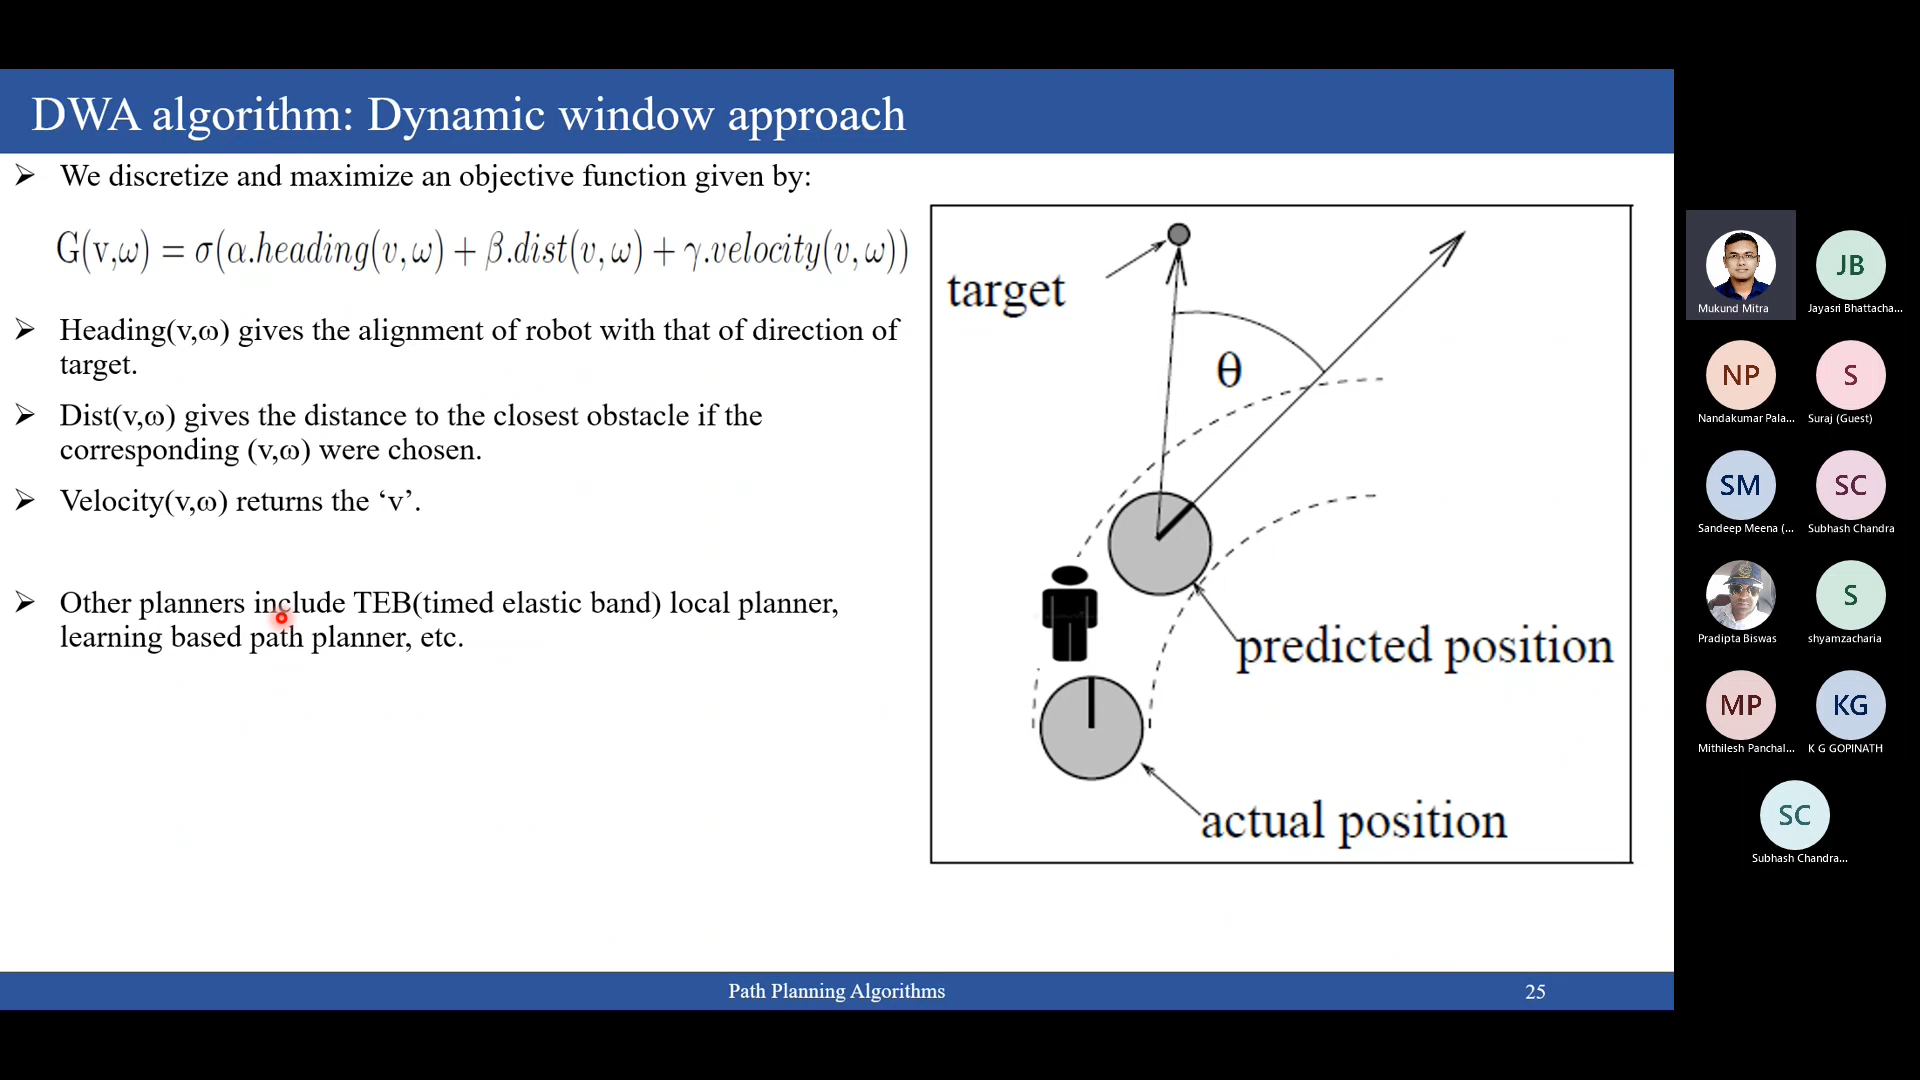 DWA algorithm: Dynamic window approach
➢ We discretize and maximize an objective function given by:
G(v,ω) = σ(α.heading(v,ω) + β.dist(v,ω) + γ.velocity(v,ω))
➢ Heading(v,ω) gives the alignment of robot with that of direction of
target.
➢ Dist(v,ω) gives the distance to the closest obstacle if the
corresponding (v,ω) were chosen.
➢ Velocity(v,ω) returns the ‘v’.
➢ Other planners include TEB(timed elastic band) local planner,
learning based path planner, etc.
target
θ
predicted position
actual position
Path Planning Algorithms
25
Mukund Mitra
JB
Jayasri Bhattacha...
NP
Nandakumar Pala...
S
Suraj (Guest)
SM
Sandeep Meena (...
SC
Subhash Chandra
Pradipta Biswas
S
shyamzacharia
MP
Mithilesh Panchal...
KG
K G GOPINATH
SC
Subhash Chandra...